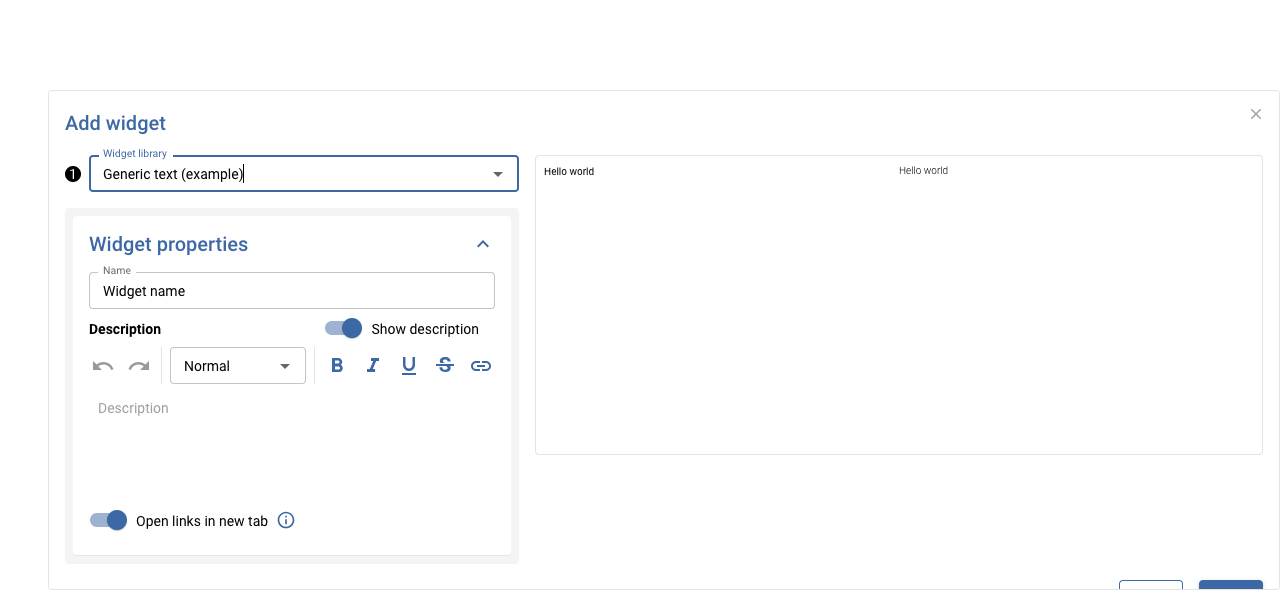 Add widget
Widget library
1
Generic text (example)
Hello world
Hello world
Widget properties
Name
Widget name
Description
Show description
Normal
B I U S
Description
Open links in new tab